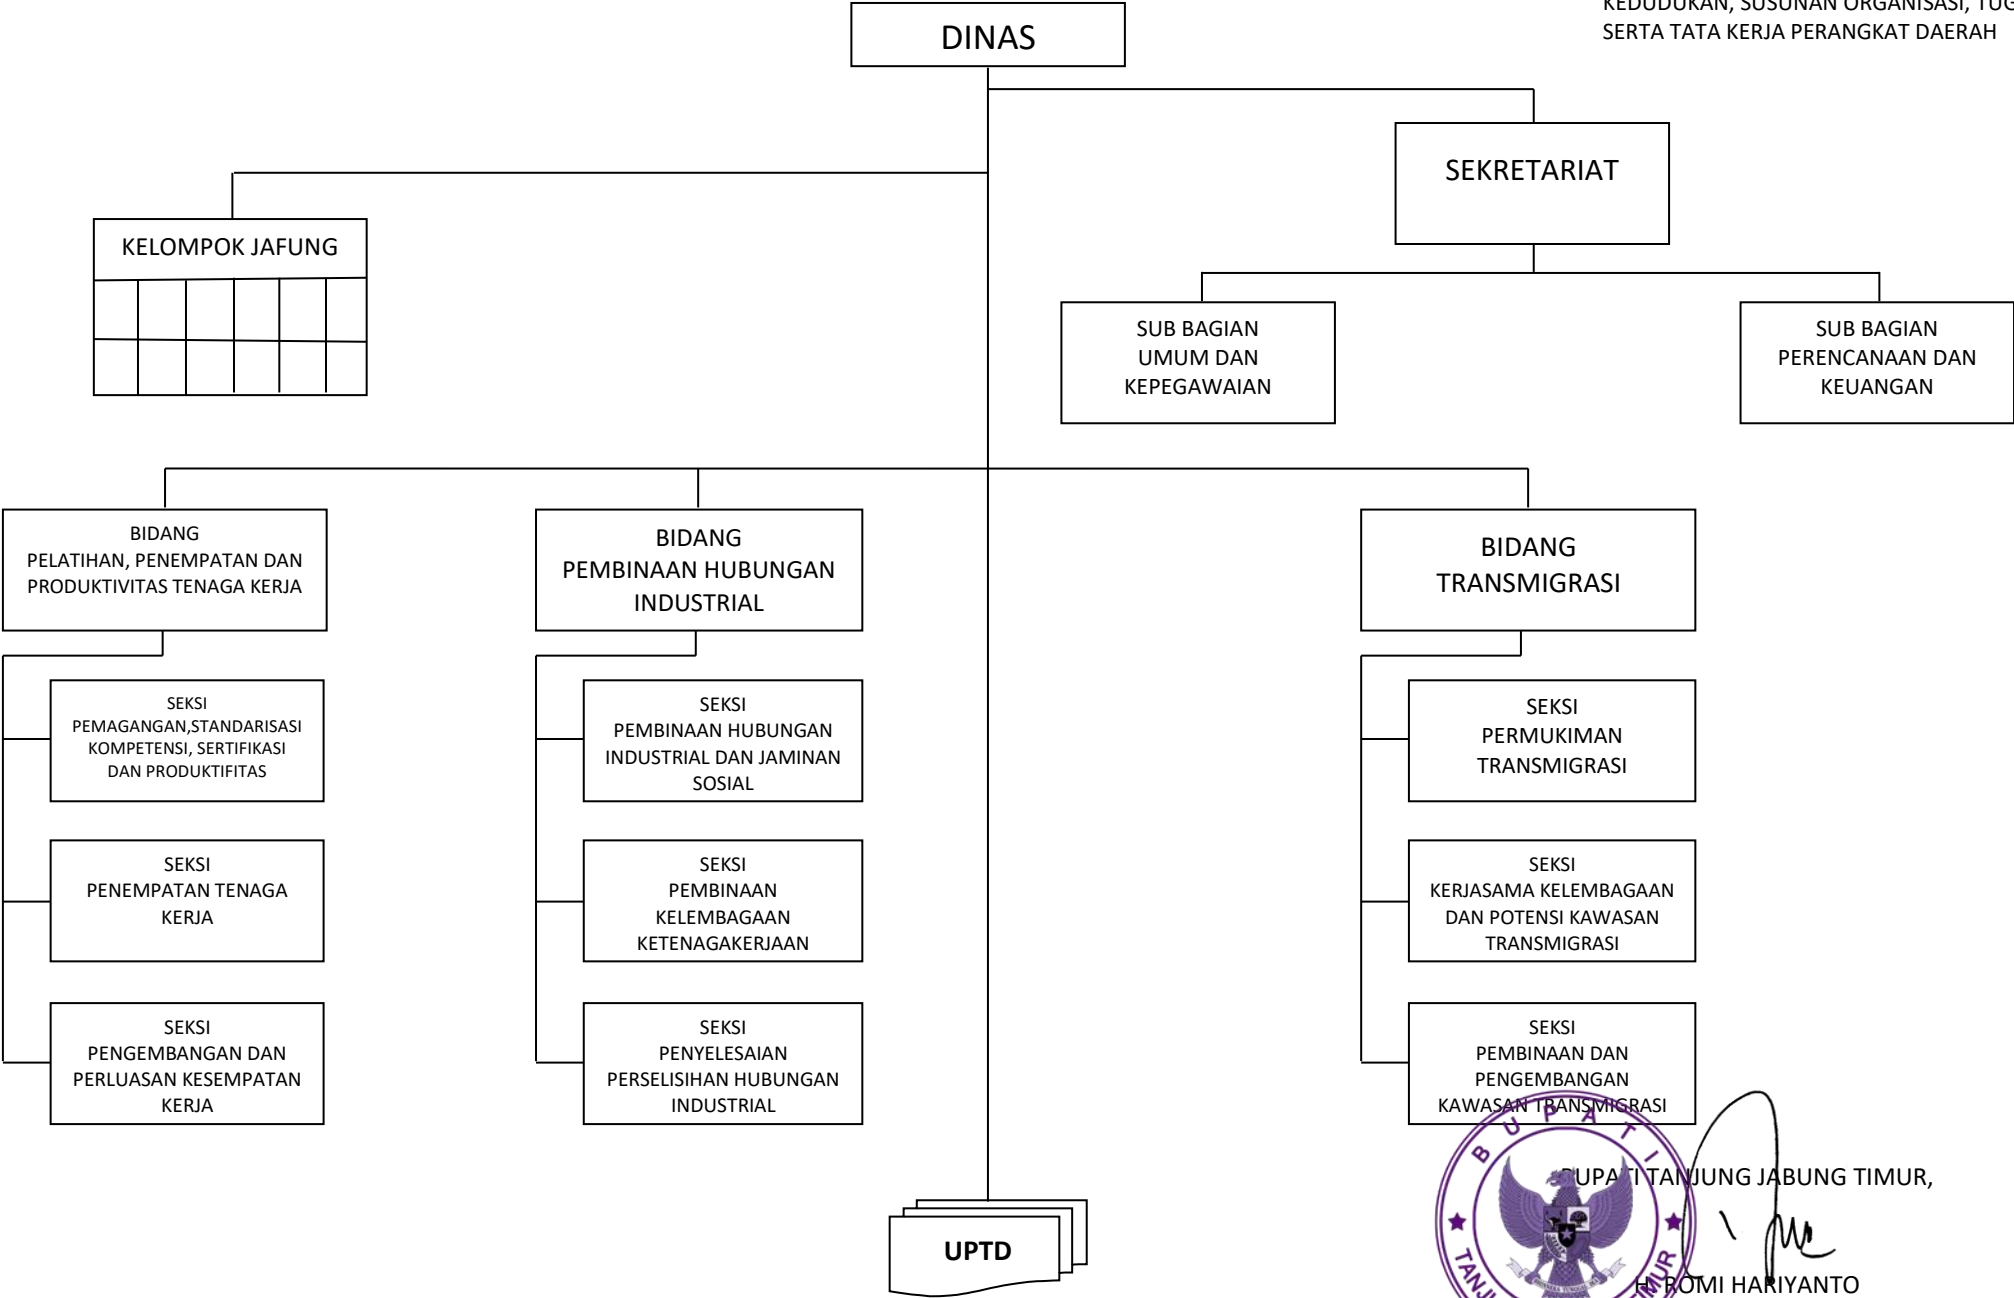 KEDUDUKAN, SUSUNAN ORGANISASI,
SERTA TATA KERJA PERANGKAT DAERAH
DINAS
SEKRETARIAT
KELOMPOK JAFUNG
SUB BAGIAN
UMUM DAN
KEPEGAWAIAN
SUB BAGIAN
PERENCANAAN DAN
KEUANGAN
BIDANG
PELATIHAN, PENEMPATAN DAN
PRODUKTIVITAS TENAGA KERJA
BIDANG
PEMBINAAN HUBUNGAN
INDUSTRIAL
BIDANG
TRANSMIGRASI
SEKSI
PEMAGANGAN,STANDARISASI
KOMPETENSI, SERTIFIKASI
DAN PRODUKTIFITAS
SEKSI
PEMBINAAN HUBUNGAN
INDUSTRIAL DAN JAMINAN
SOSIAL
SEKSI
PERMUKIMAN
TRANSMIGRASI
SEKSI
PENEMPATAN TENAGA
KERJA
SEKSI
PEMBINAAN
KELEMBAGAAN
KETENAGAKERJAAN
SEKSI
KERJASAMA KELEMBAGAAN
DAN POTENSI KAWASAN
TRANSMIGRASI
SEKSI
PENGEMBANGAN DAN
PERLUASAN KESEMPATAN
KERJA
SEKSI
PENYELESAIAN
PERSELISIHAN HUBUNGAN
INDUSTRIAL
SEKSI
PEMBINAAN DAN
PENGEMBANGAN
KAWASAN TRANSMIGRASI
UPTD
BUPATI
BUPATI TANJUNG JABUNG TIMUR,
H. ROMI HARIYANTO